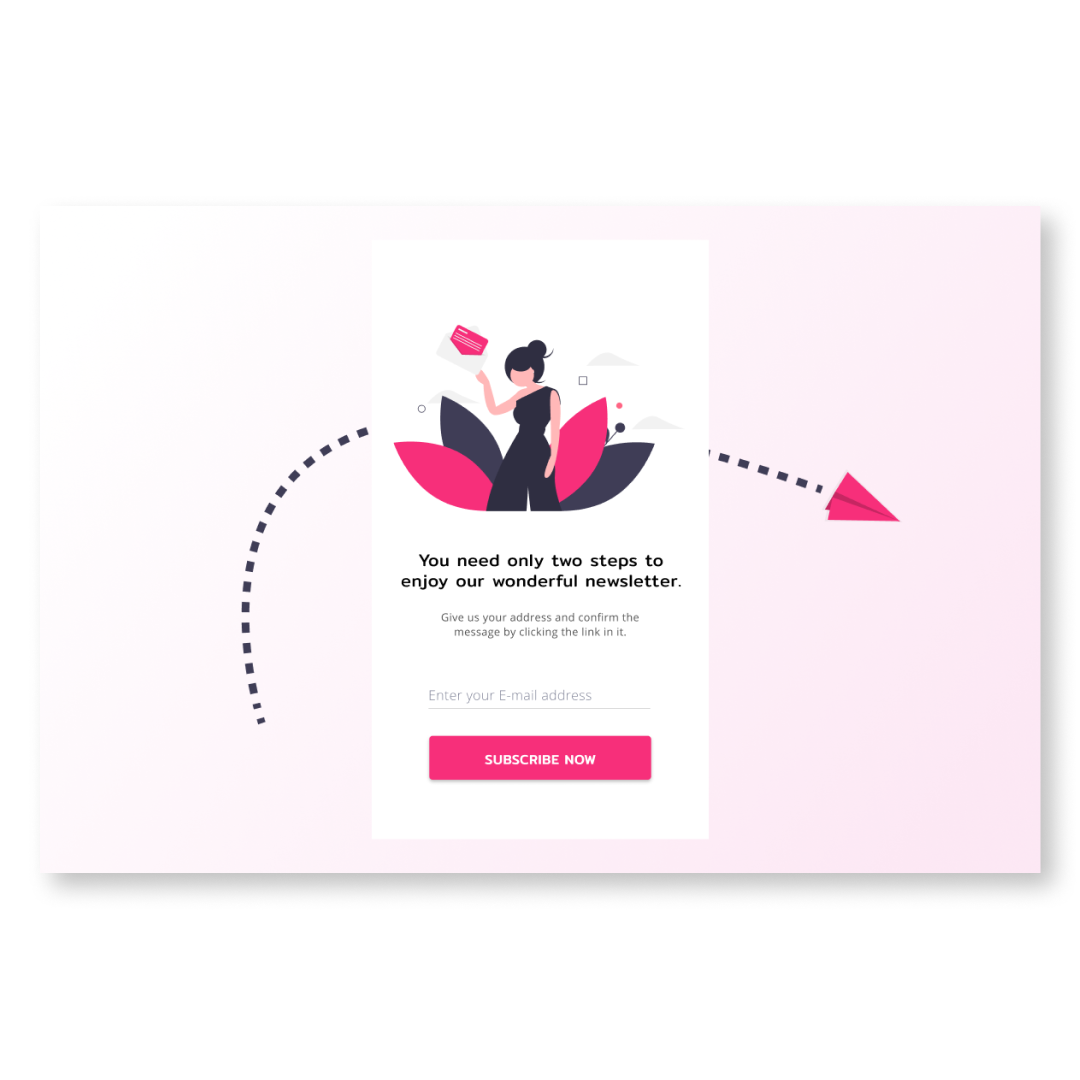 You need only two steps to
enjoy our wonderful newsletter.
Give us your address and confirm the
message by clicking the link in it.
Enter your E-mail address
SUBSCRIBE NOW